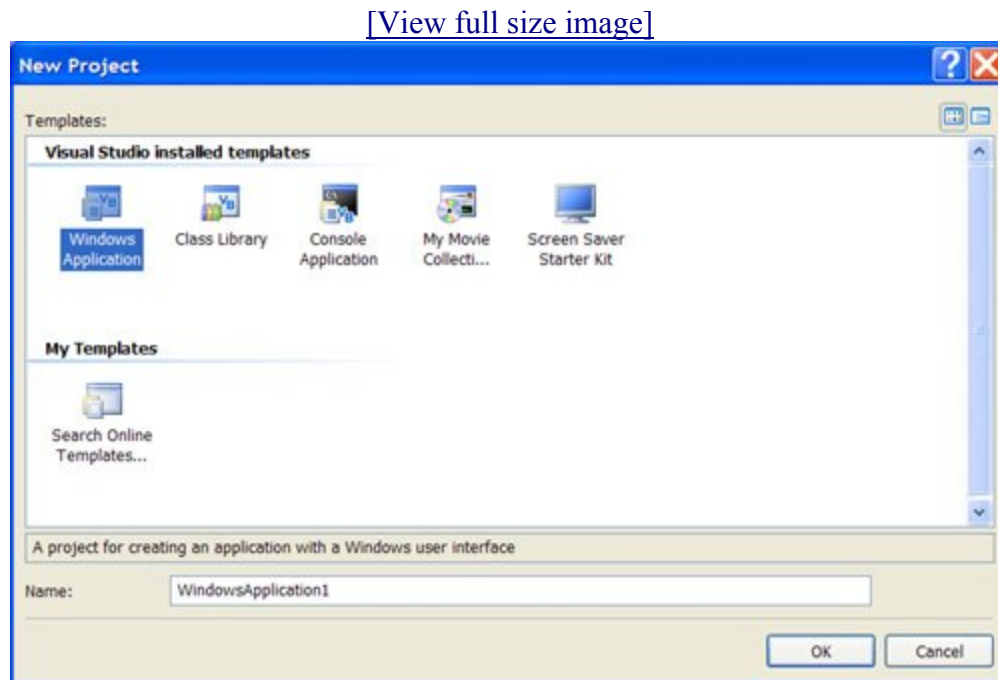 [View full size image]
New Project
Templates:
Visual Studio installed templates
Windows
Application
Class Library
Console
Application
My Movie
Collecti...
Screen Saver
Starter Kit
My Templates
Search Online
Templates...
A project for creating an application with a Windows user interface
Name:
WindowsApplication1
OK
Cancel